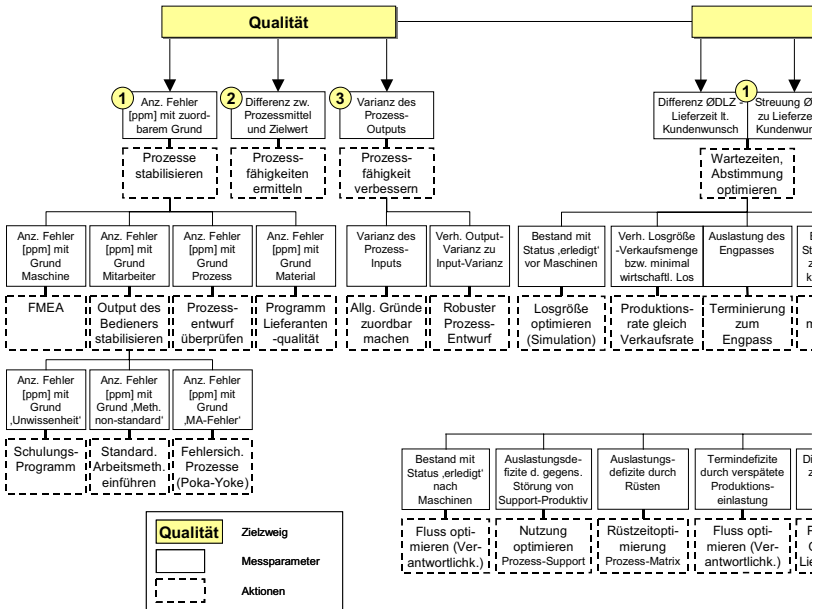 Qualität
1
Anz. Fehler
[ppm] mit zuord-
barem Grund
2
Differenz zw.
Prozessmittel
und Zielwert
3
Varianz des
Prozess-
Outputs
Differenz ØDLZ -
Lieferzeit lt.
Kundenwunsch
1
Streuung Ø
zu Lieferze
Kundenwun
Prozesse
stabilisieren
Prozess-
fähigkeiten
ermitteln
Prozess-
fähigkeit
verbessern
Wartezeiten,
Abstimmung
optimieren
Anz. Fehler
[ppm] mit
Grund
Maschine
Anz. Fehler
[ppm] mit
Grund
Mitarbeiter
Anz. Fehler
[ppm] mit
Grund
Prozess
Anz. Fehler
[ppm] mit
Grund
Material
Varianz des
Prozess-
Inputs
Verh. Output-
Varianz zu
Input-Varianz
Bestand mit
Status ‚erledigt'
vor Maschinen
Verh. Losgröße
-Verkaufsmenge
bzw. minimal
wirtschaftl. Los
Auslastung des
Engpasses
FMEA
Output des
Bedieners
stabilisieren
Prozess-
entwurf
überprüfen
Programm
Lieferanten
-qualität
Allg. Gründe
zuordbar
machen
Robuster
Prozess-
Entwurf
Losgröße
optimieren
(Simulation)
Produktions-
rate gleich
Verkaufsrate
Terminierung
zum
Engpass
Anz. Fehler
[ppm] mit
Grund
‚Unwissenheit'
Anz. Fehler
[ppm] mit
Grund ‚Meth.
non-standard'
Anz. Fehler
[ppm] mit
Grund
‚MA-Fehler'
Schulungs-
Programm
Standard.
Arbeitsmeth.
einführen
Fehlersich.
Prozesse
(Poka-Yoke)
Bestand mit
Status ‚erledigt'
nach
Maschinen
Auslastungsde-
fizite d. gegens.
Störung von
Support-Produktiv
Auslastungs-
defizite durch
Rüsten
Termindefizite
durch verspätete
Produktions-
einlastung
Fluss opti-
mieren (Ver-
antwortlichk.)
Nutzung
optimieren
Prozess-Support
Rüstzeitopti-
mierung
Prozess-Matrix
Fluss opti-
mieren (Ver-
antwortlichk.)
Qualität
Zielzweig
Messparameter
Aktionen